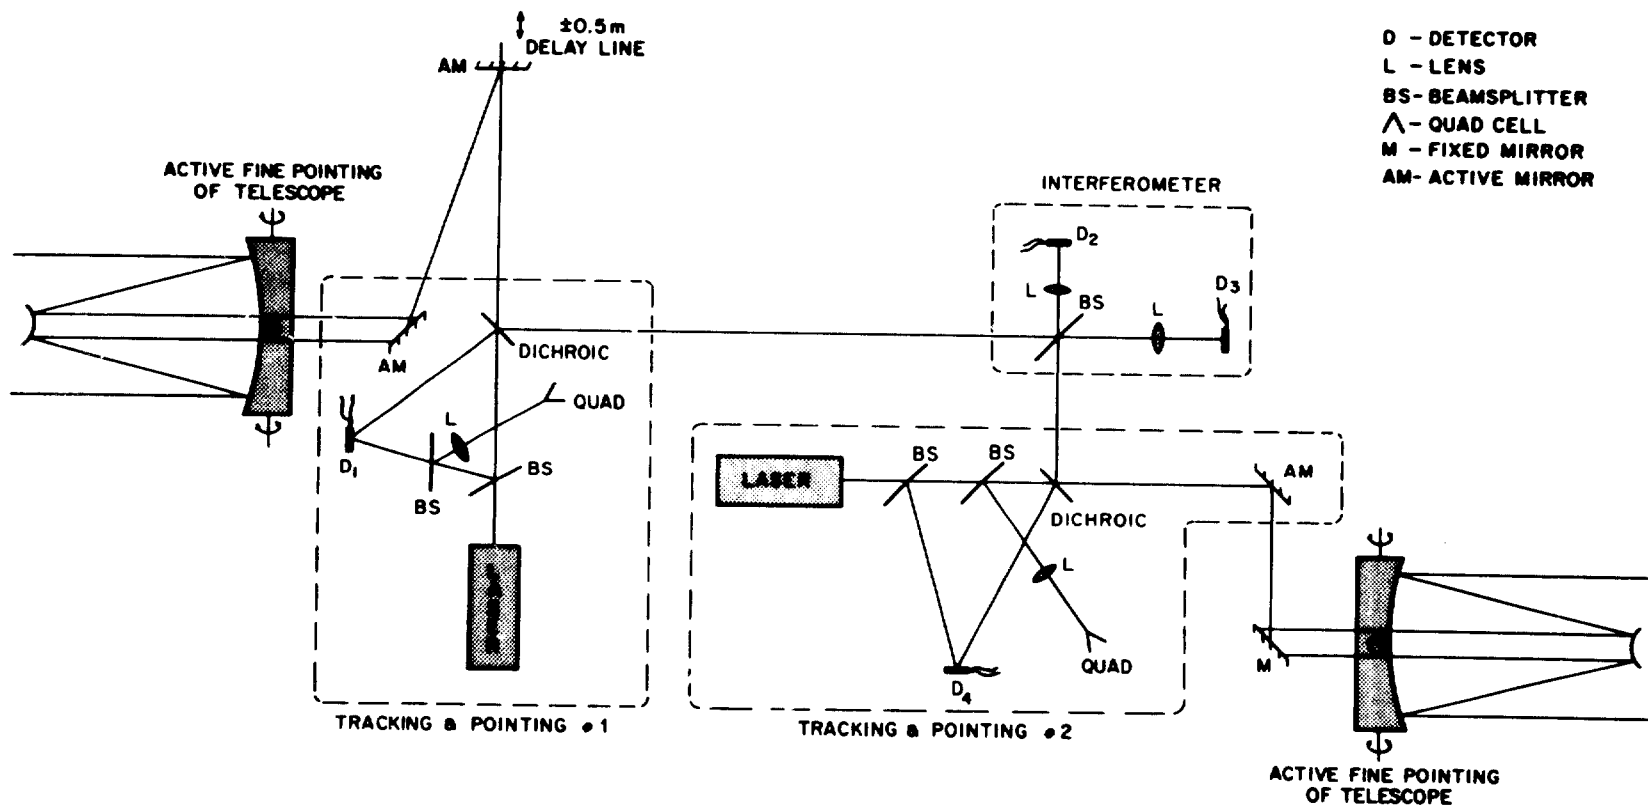 ±0.5m
DELAY LINE
AM
D - DETECTOR
L - LENS
BS- BEAMSPLITTER
- QUAD CELL
M - FIXED MIRROR
AM- ACTIVE MIRROR
ACTIVE FINE POINTING
OF TELESCOPE
INTERFEROMETER
D2
L
BS
D3
L
AM
DICHROIC
QUAD
L
D1
BS
BS
TRACKING & POINTING #1
LASER
BS
BS
DICHROIC
AM
L
QUAD
D4
M
TRACKING & POINTING #2
ACTIVE FINE POINTING
OF TELESCOPE